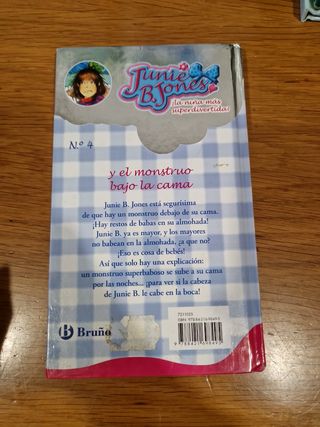 Junie
B. Jones
¡la niña más
superdivertida!
N.º 4
y el monstruo
bajo la cama
Junie B. Jones está segurísima
de que hay un monstruo debajo de su cama.
¡Hay restos de babas en su almohada!
Junie B. ya es mayor, y los mayores
no babean en la almohada, ¿a que no?
¡Eso es cosa de bebés!
Así que solo hay una explicación:
un monstruo superbaboso se sube a su cama
por las noches... ¡para ver si la cabeza
de Junie B. le cabe en la boca!
Bruño